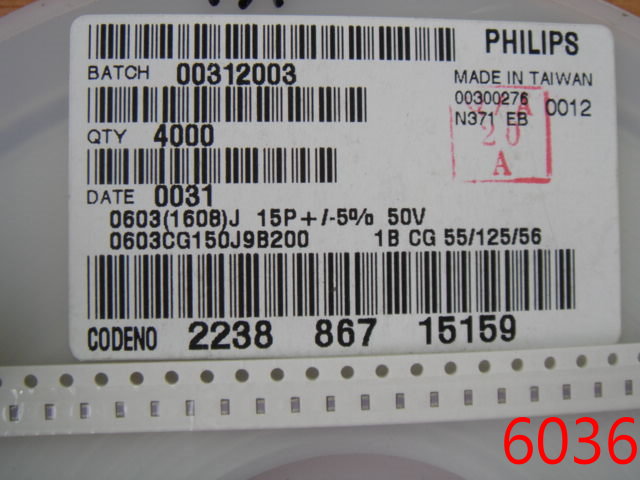 PHILIPS
BATCH 00312003
MADE IN TAIWAN
00300276 0012
N371 EB
QTY 4000
20
A
DATE 0031
0603(1608)J 15P+/-5% 50V
0603CG150J9B200 1B CG 55/125/56
CODENO 2238 867 15159
6036